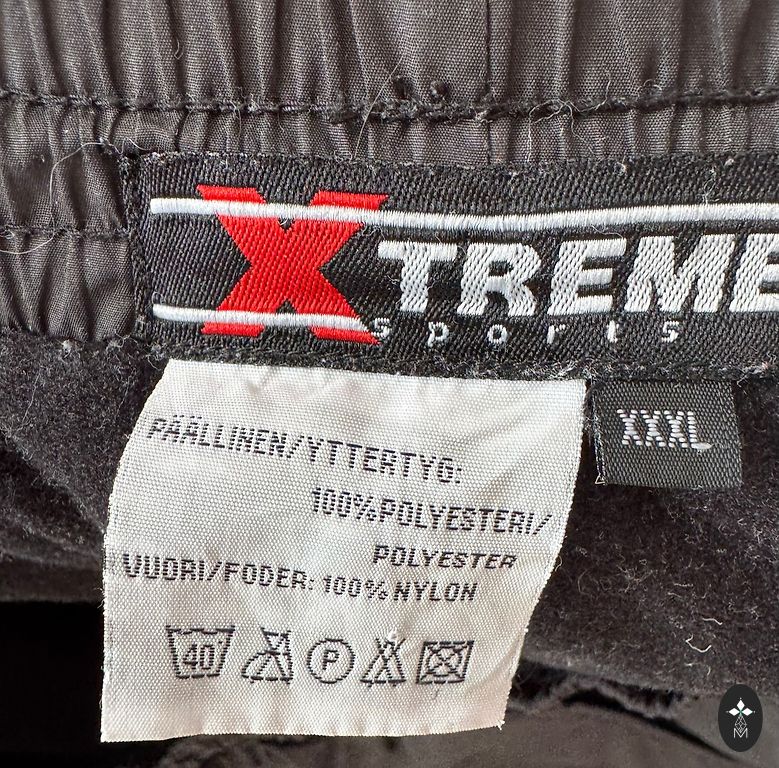 XTREME
sports
XXXL
PÄÄLLINEN/YTTERTYG:
100%POLYESTERI/
POLYESTER
VUORI/FODER: 100% NYLON
40 P
M